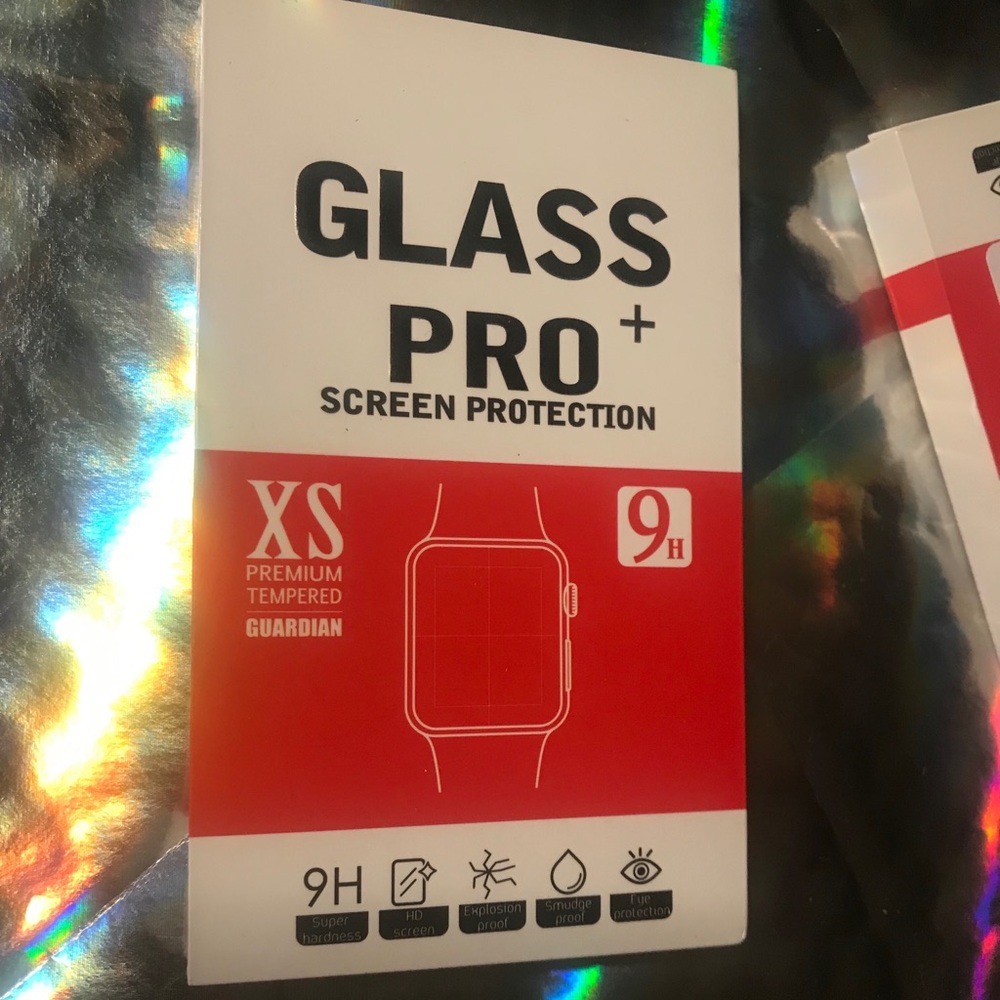 GLASS
PRO+
SCREEN PROTECTION
XS
PREMIUM
TEMPERED
GUARDIAN
9H
9H
Super
hardness
HD
screen
Explosion
proof
Smudge
proof
Eye
protection